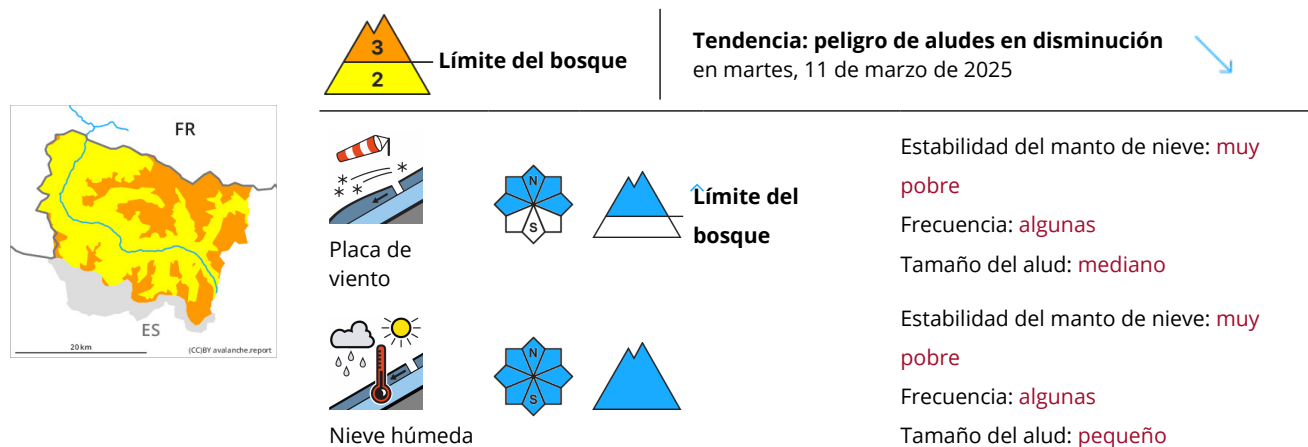 3
2
Límite del bosque
Tendencia: peligro de aludes en disminución
en martes, 11 de marzo de 2025
FR
ES
20 km
(CC)BY avalanche.report
Placa de
viento
N
S
Límite del
bosque
Estabilidad del manto de nieve: muy
pobre
Frecuencia: algunas
Tamaño del alud: mediano
Nieve húmeda
N
S
Estabilidad del manto de nieve: muy
pobre
Frecuencia: algunas
Tamaño del alud: pequeño